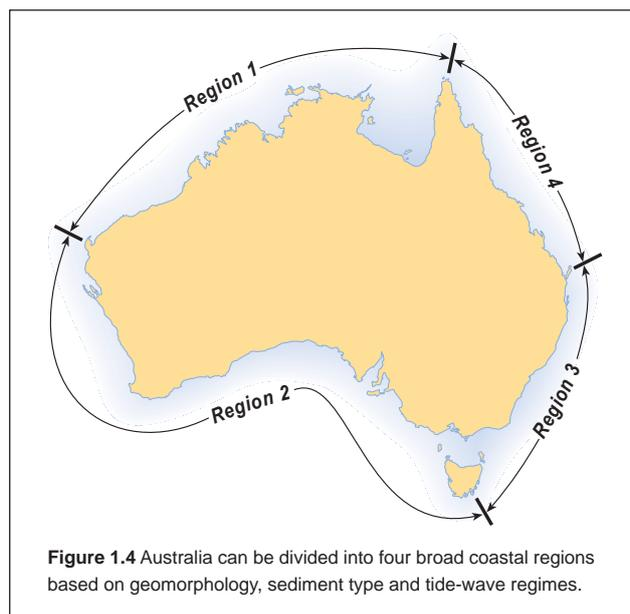 Region 1
Region 4
Region 2
Region 3
Figure 1.4 Australia can be divided into four broad coastal regions
based on geomorphology, sediment type and tide-wave regimes.